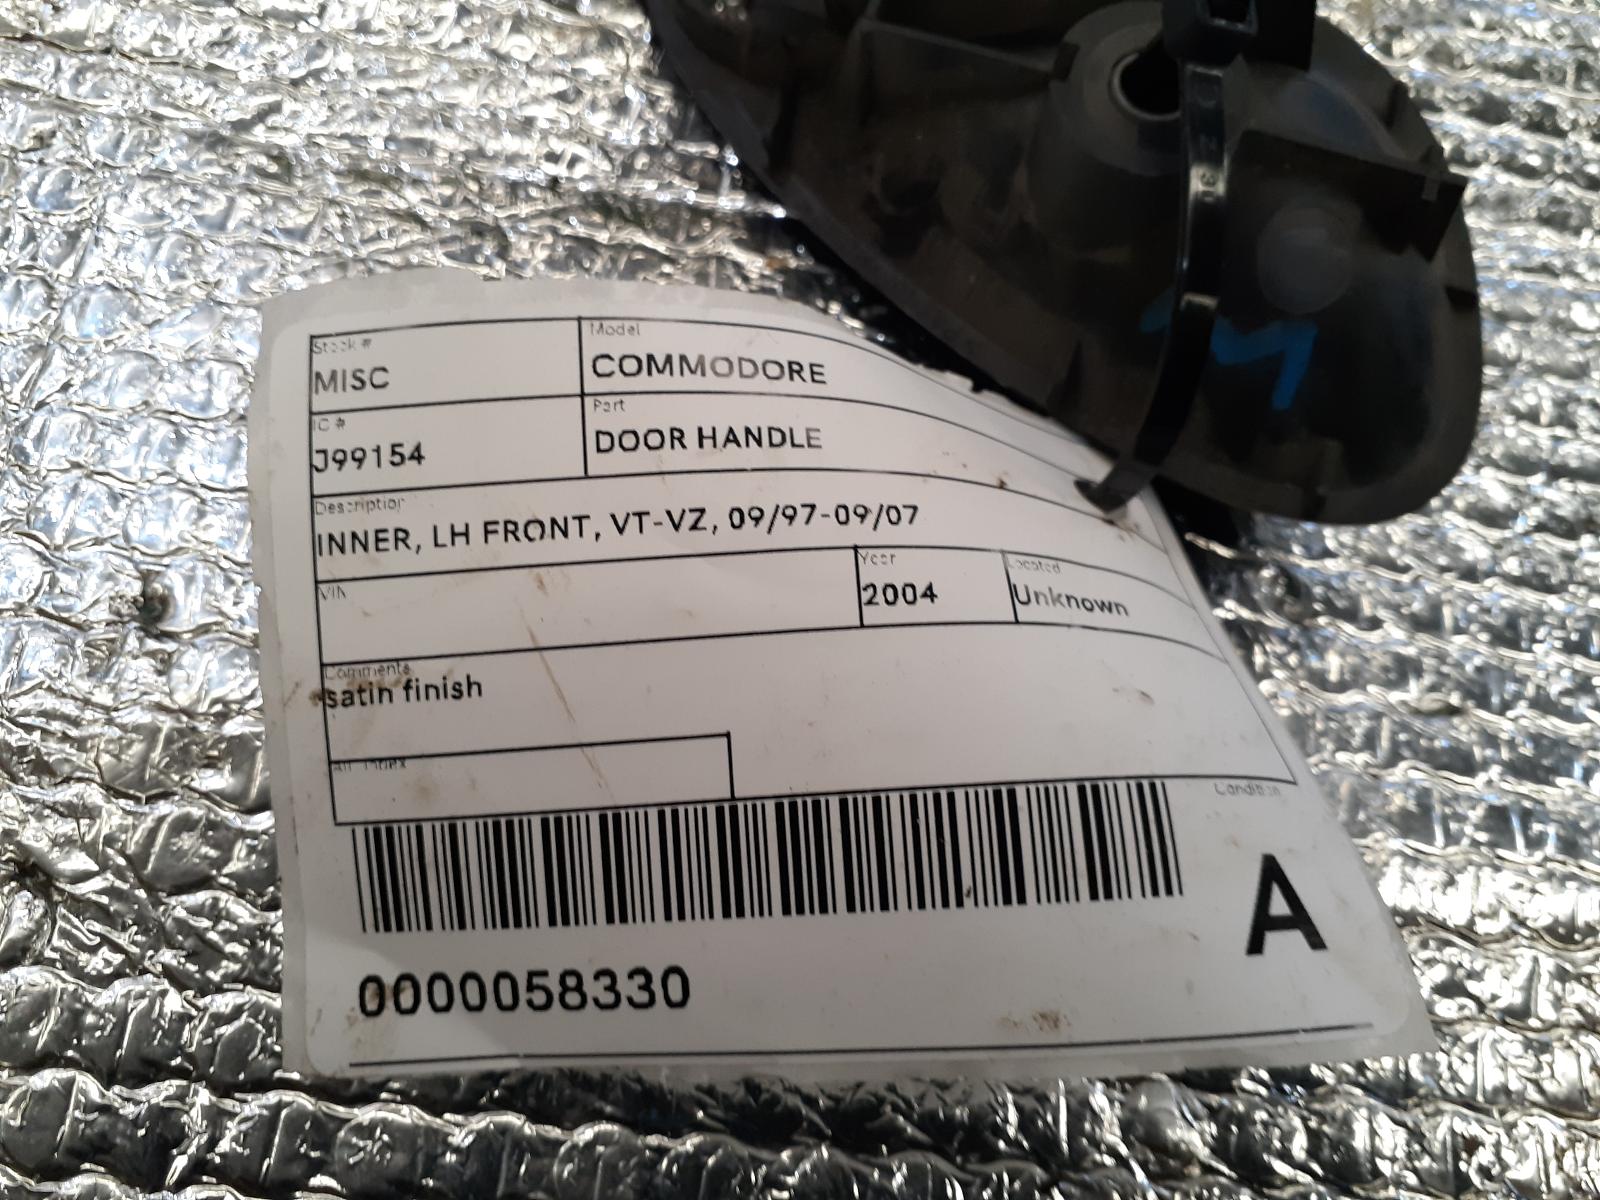 Stock #
MISC
Model
COMMODORE
IC #
J99154
Part
DOOR HANDLE
Description
INNER, LH FRONT, VT-VZ, 09/97-09/07
VIN
Year
2004
Located
Unknown
Comments
satin finish
Condition
A
0000058330